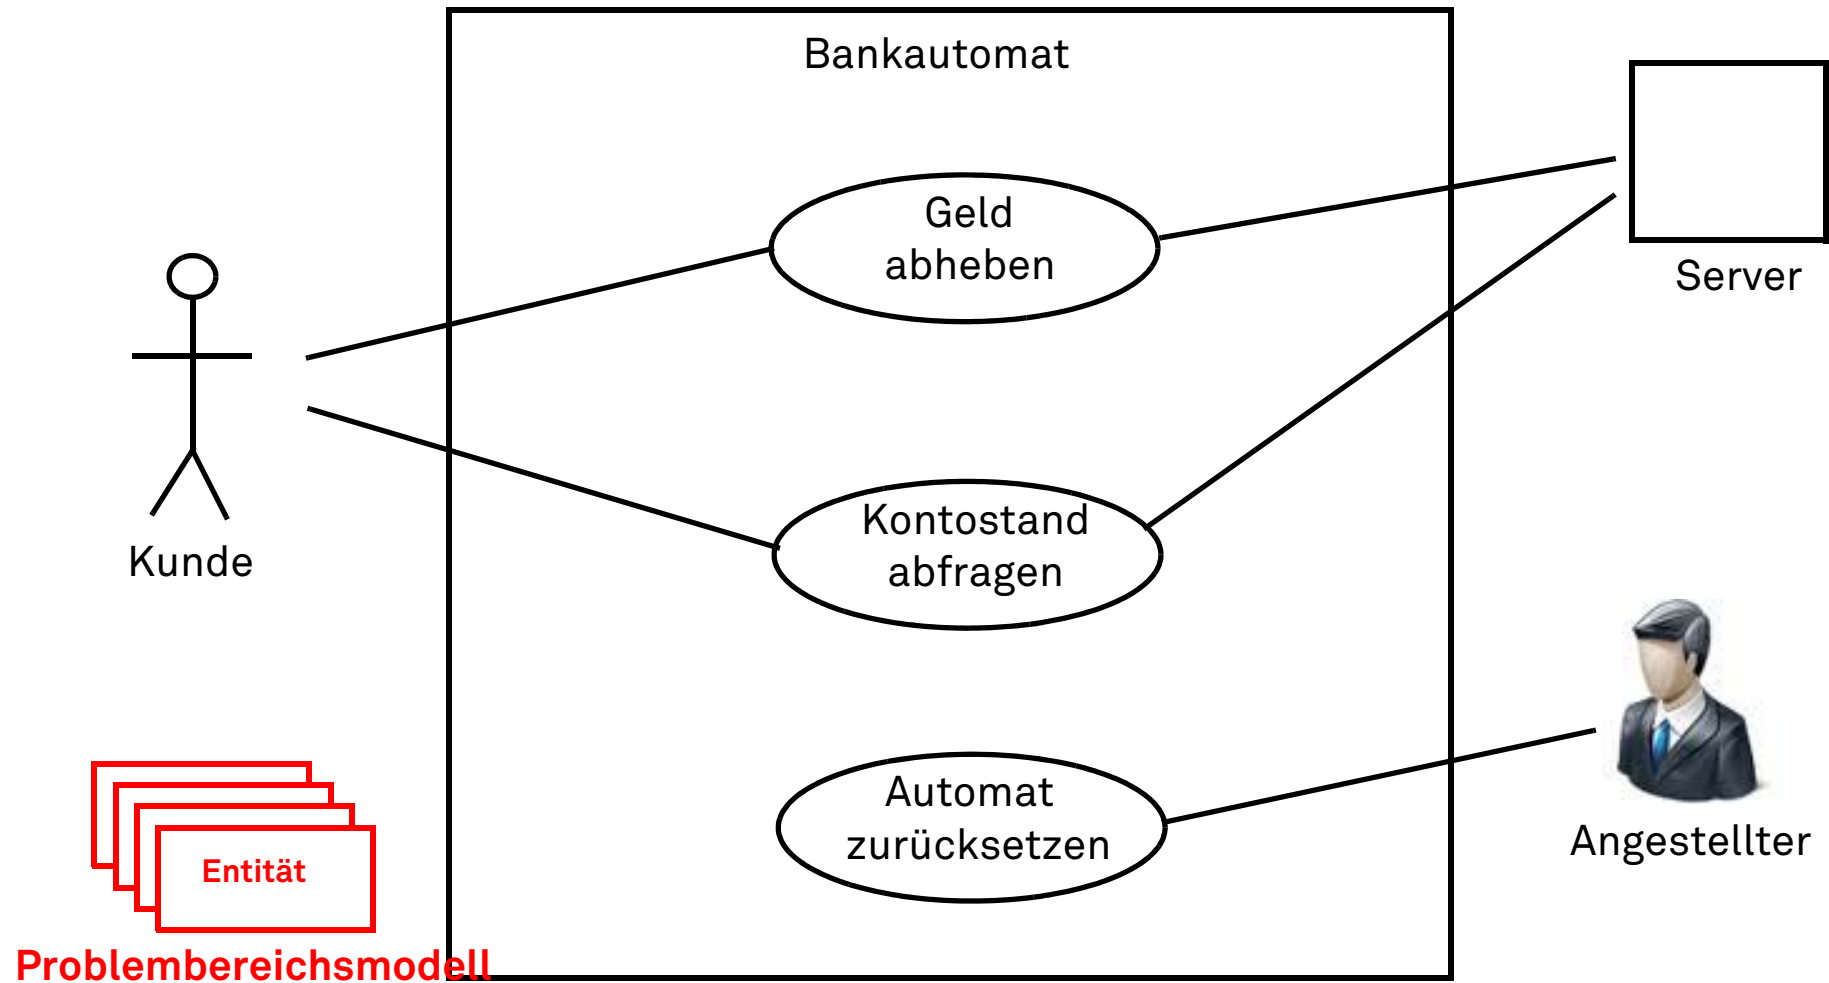 Bankautomat
Geld
abheben
Server
Kontostand
abfragen
Kunde
Automat
zurücksetzen
Angestellter
Entität
Problembereichsmodell